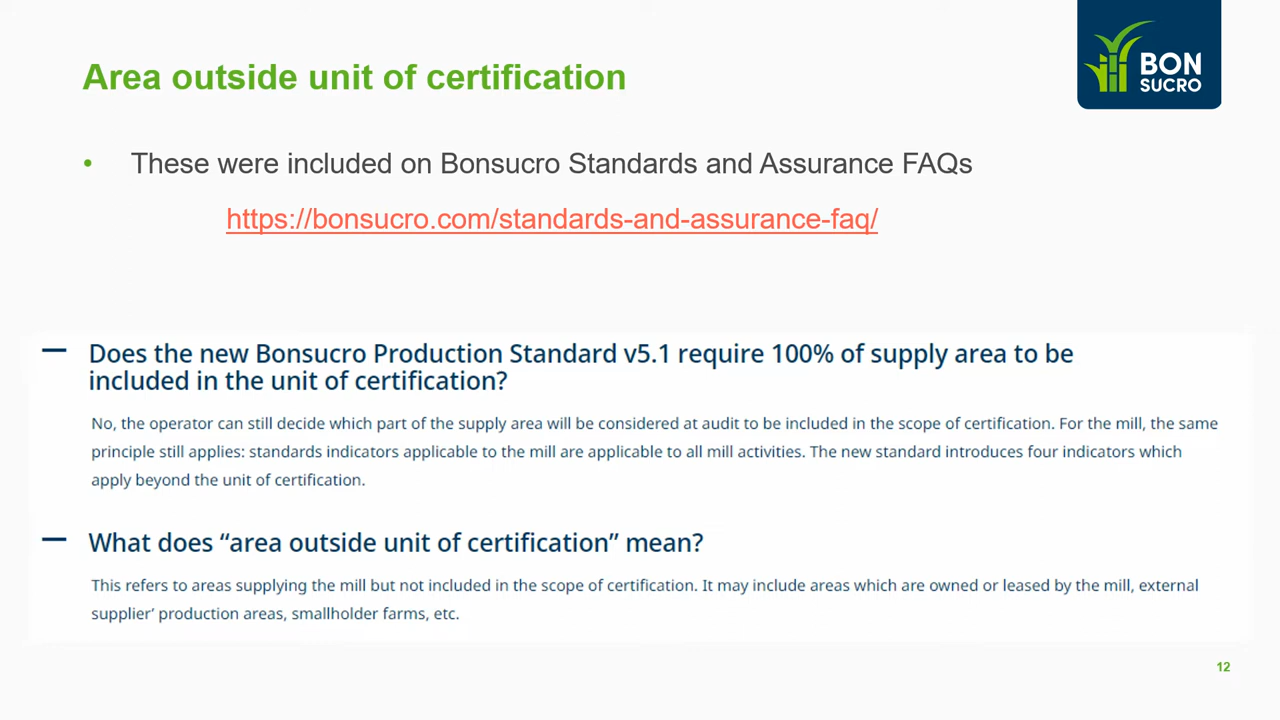 BON
SUCRO
Area outside unit of certification
• These were included on Bonsucro Standards and Assurance FAQs
https://bonsucro.com/standards-and-assurance-faq/
— Does the new Bonsucro Production Standard v5.1 require 100% of supply area to be
included in the unit of certification?
No, the operator can still decide which part of the supply area will be considered at audit to be included in the scope of certification. For the mill, the same
principle still applies: standards indicators applicable to the mill are applicable to all mill activities. The new standard introduces four indicators which
apply beyond the unit of certification.
— What does “area outside unit of certification” mean?
This refers to areas supplying the mill but not included in the scope of certification. It may include areas which are owned or leased by the mill, external
supplier’ production areas, smallholder farms, etc.
12